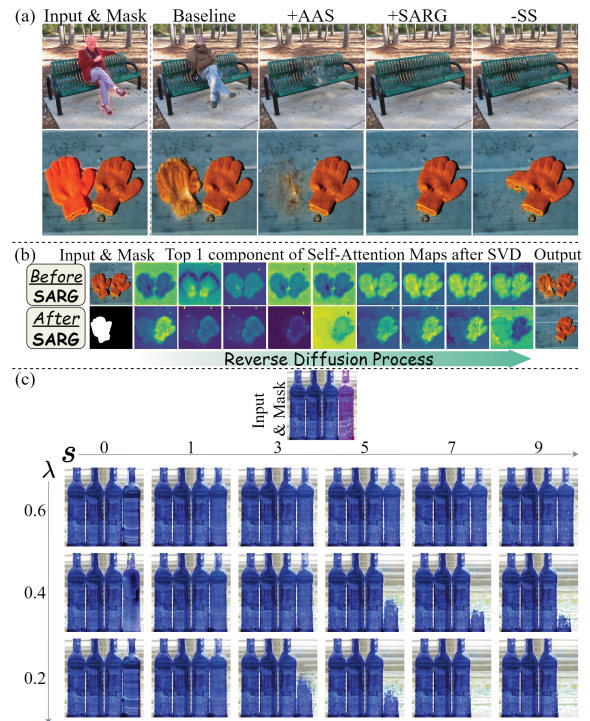 (a) Input & Mask Baseline +AAS +SARG -SS
(b) Input & Mask Top 1 component of Self-Attention Maps after SVD Output
Before
SARG
After
SARG
Reverse Diffusion Process
(c)
Input
& Mask
s 0 1 3 5 7 9
λ
0.6
0.4
0.2